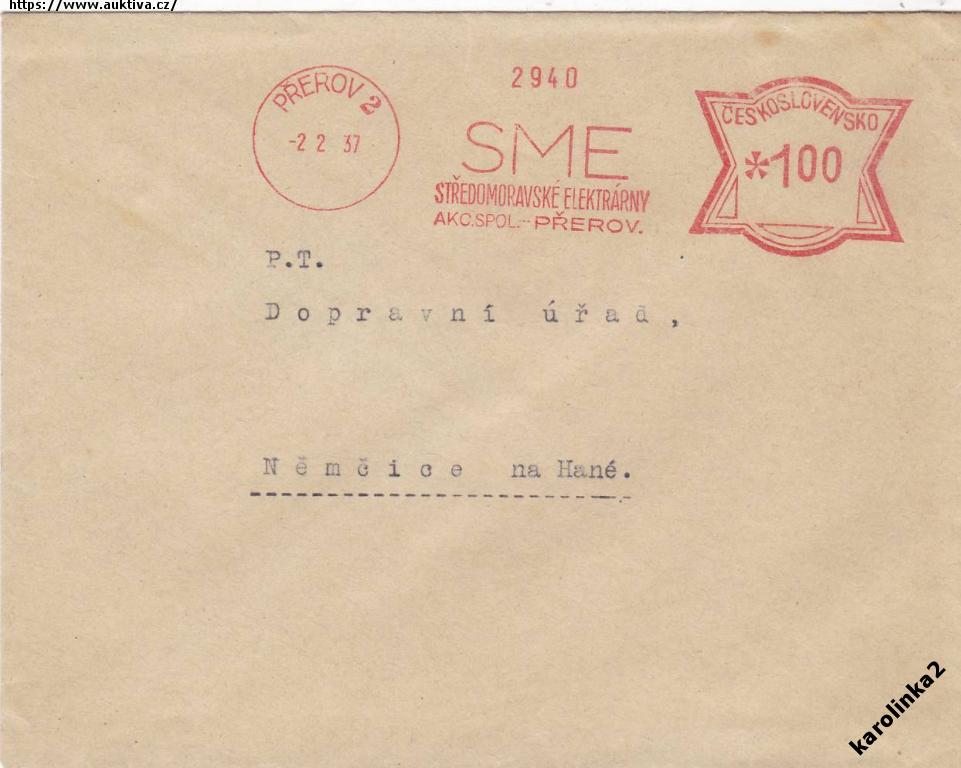 https://www.auktiva.cz/
PŘEROV 2
-2 2 37
2940
SME
STŘEDOMORAVSKÉ ELEKTRÁRNY
AKC.SPOL.-PŘEROV.
ČESKOSLOVENSKO
*100
P.T.
Dopravní úřad,
Němčice na Hané.
karolinka2